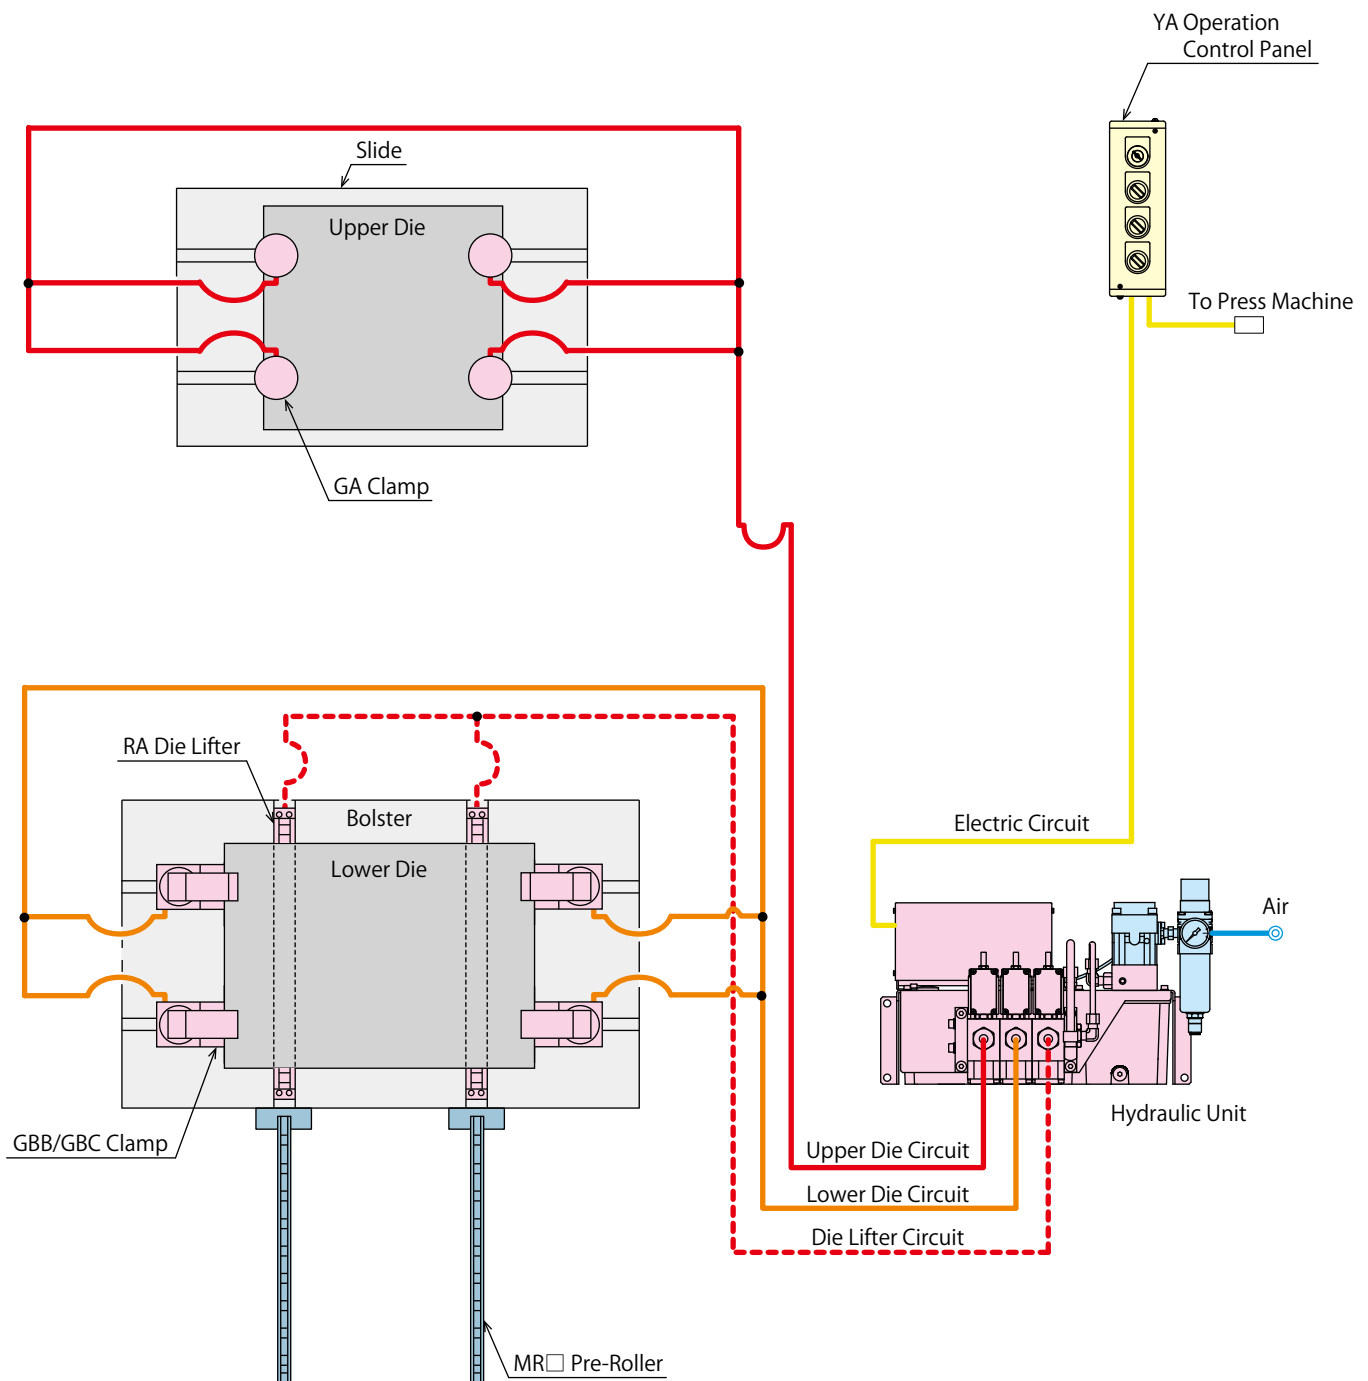 YA Operation
Control Panel
Slide
Upper Die
To Press Machine
GA Clamp
RA Die Lifter
Bolster
Electric Circuit
Lower Die
Air
Hydraulic Unit
GBB/GBC Clamp
Upper Die Circuit
Lower Die Circuit
Die Lifter Circuit
MR□ Pre-Roller